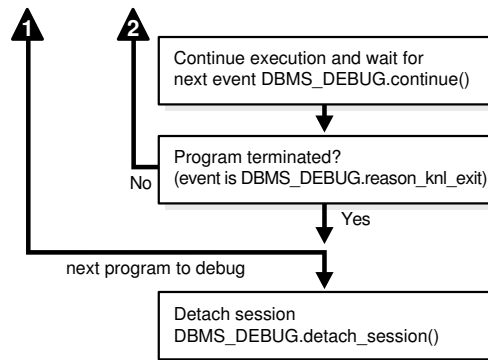 1
2
Continue execution and wait for
next event DBMS_DEBUG.continue()
Program terminated?
(event is DBMS_DEBUG.reason_knl_exit)
No
Yes
next program to debug
Detach session
DBMS_DEBUG.detach_session()